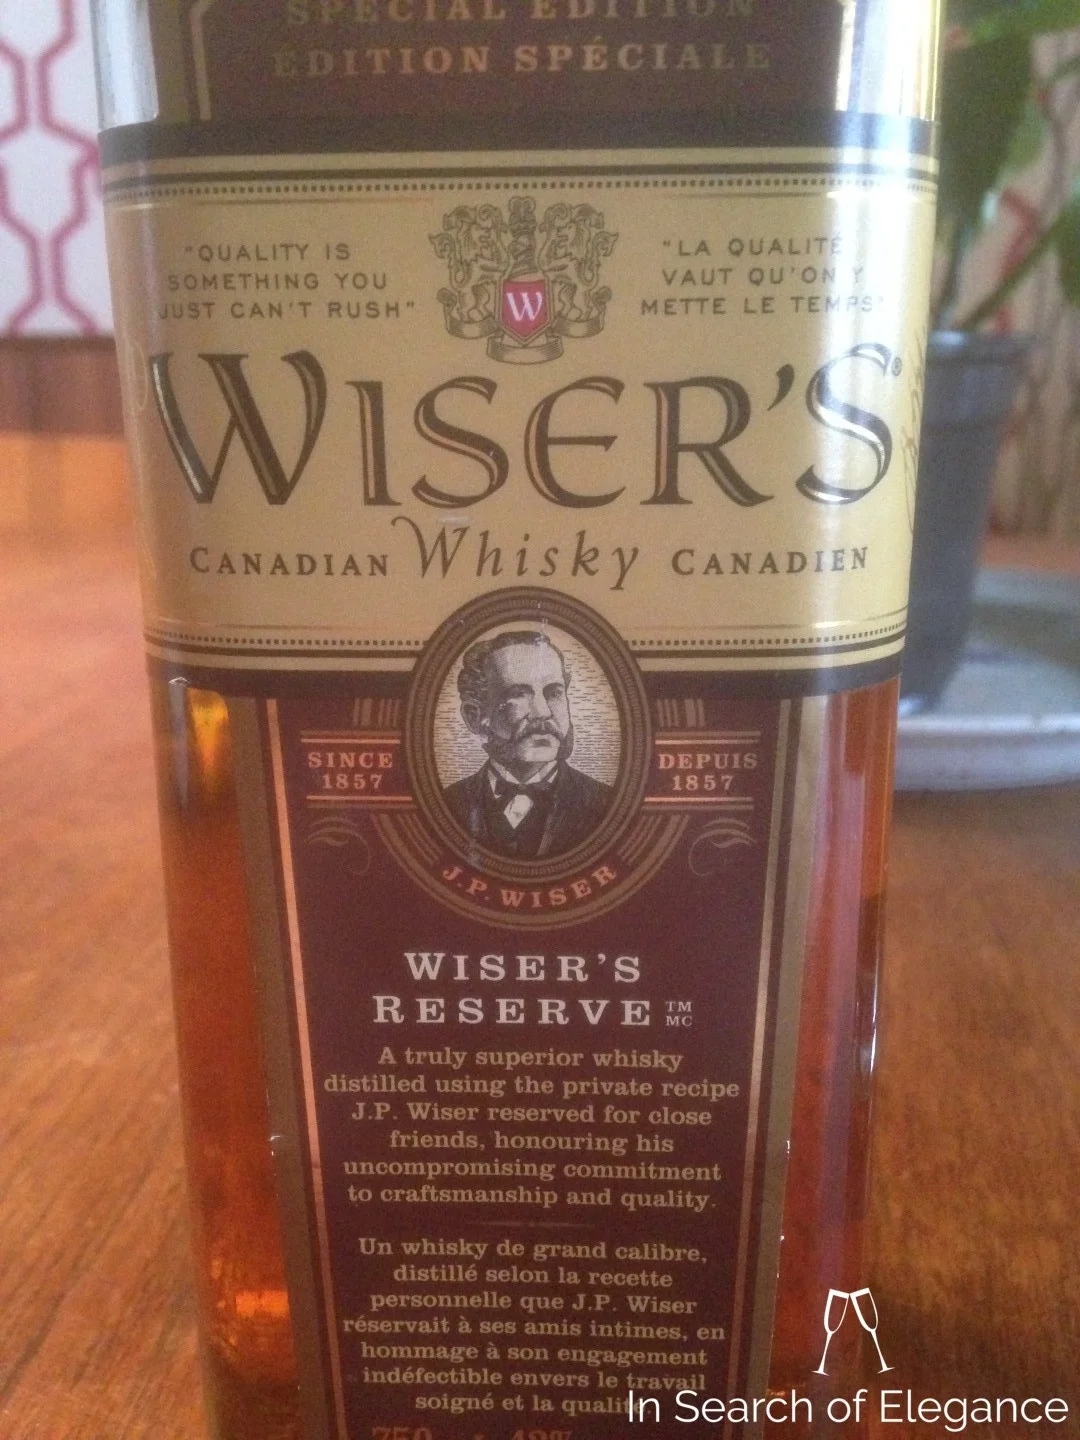 SPECIAL EDITION
ÉDITION SPÉCIALE
"QUALITY IS
SOMETHING YOU
JUST CAN'T RUSH"
"LA QUALITÉ
VAUT QU'ON Y
METTE LE TEMPS"
W
WISER'S®
CANADIAN Whisky CANADIEN
SINCE
1857
DEPUIS
1857
J.P. WISER
WISER'S
RESERVE TM
MC
A truly superior whisky
distilled using the private recipe
J.P. Wiser reserved for close
friends, honouring his
uncompromising commitment
to craftsmanship and quality.
Un whisky de grand calibre,
distillé selon la recette
personnelle que J.P. Wiser
réservait à ses amis intimes, en
hommage à son engagement
indéfectible envers le travail
soigné et la qualité
In Search of Elegance